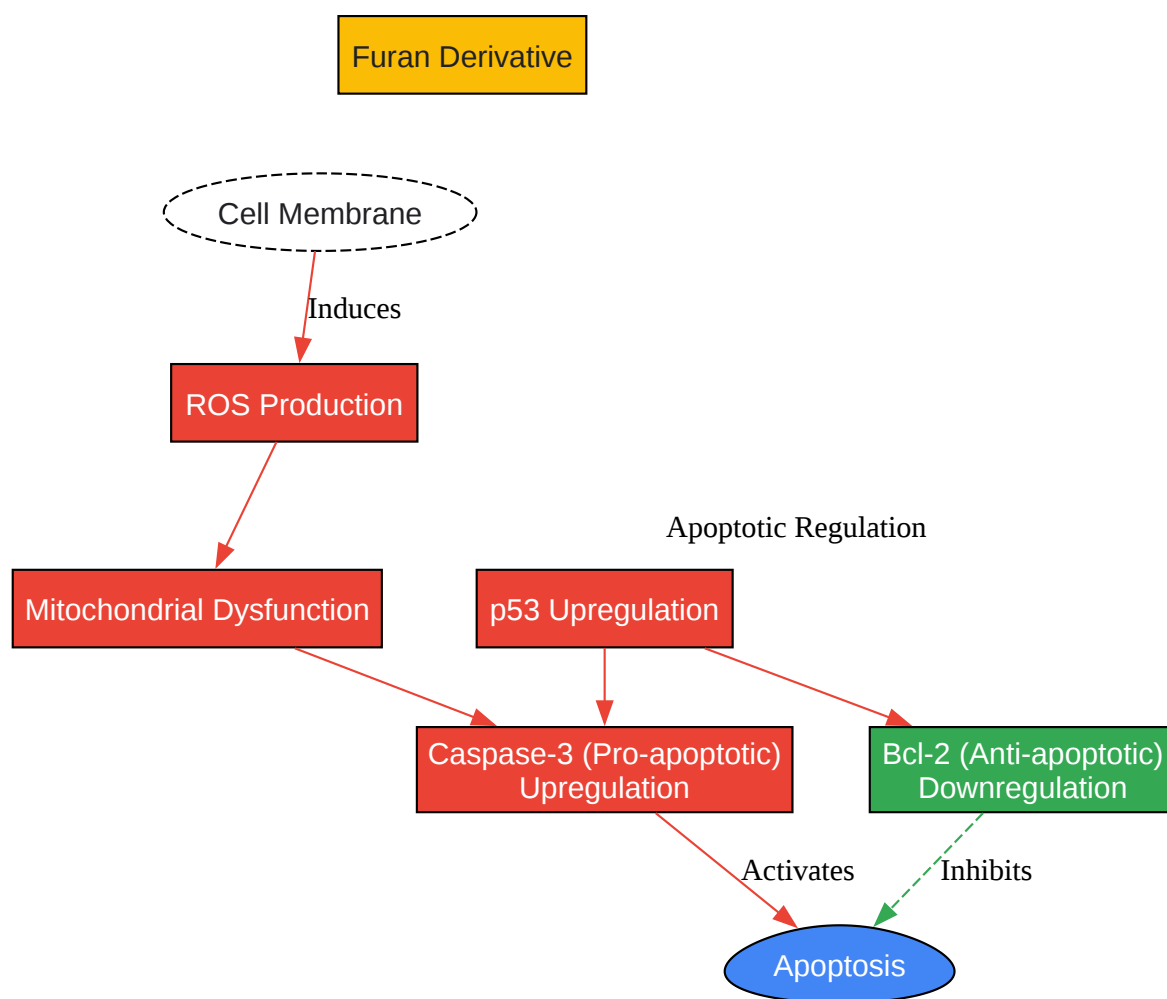 Furan Derivative
Cell Membrane
Induces
ROS Production
Apoptotic Regulation
Mitochondrial Dysfunction
p53 Upregulation
Caspase-3 (Pro-apoptotic)
Upregulation
Bcl-2 (Anti-apoptotic)
Downregulation
Activates
Inhibits
Apoptosis